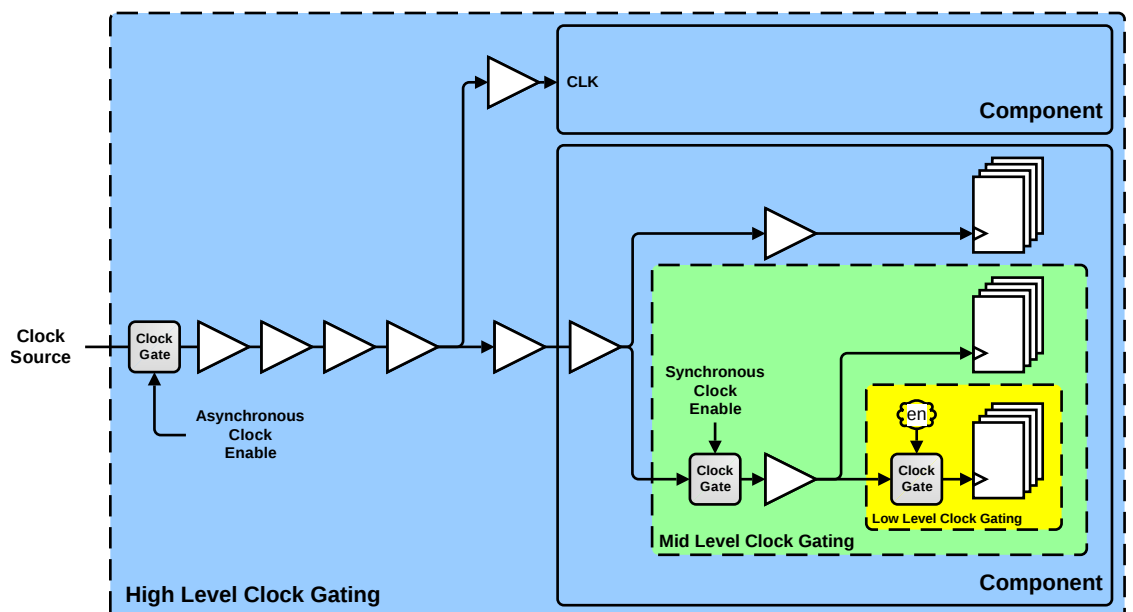 CLK
Component
Clock
Source
Clock
Gate
Asynchronous
Clock
Enable
Synchronous
Clock
Enable
en
Clock
Gate
Clock
Gate
Low Level Clock Gating
Mid Level Clock Gating
Component
High Level Clock Gating